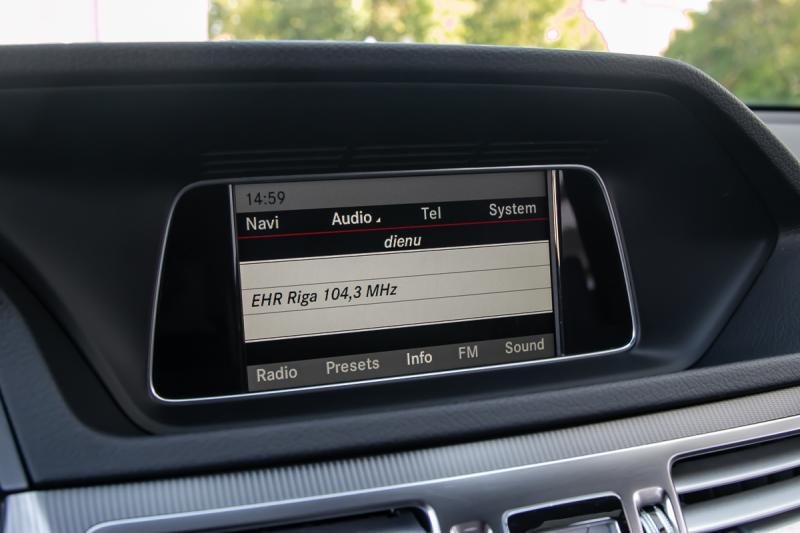 14:59
Navi Audio Tel System
dienu
EHR Riga 104,3 MHz
Radio Presets Info FM Sound